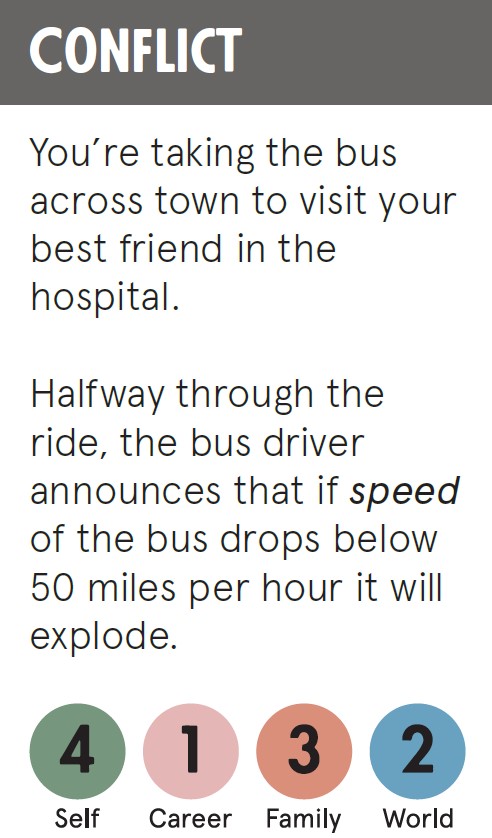 CONFLICT
You're taking the bus
across town to visit your
best friend in the
hospital.
Halfway through the
ride, the bus driver
announces that if speed
of the bus drops below
50 miles per hour it will
explode.
4 1 3 2
Self Career Family World